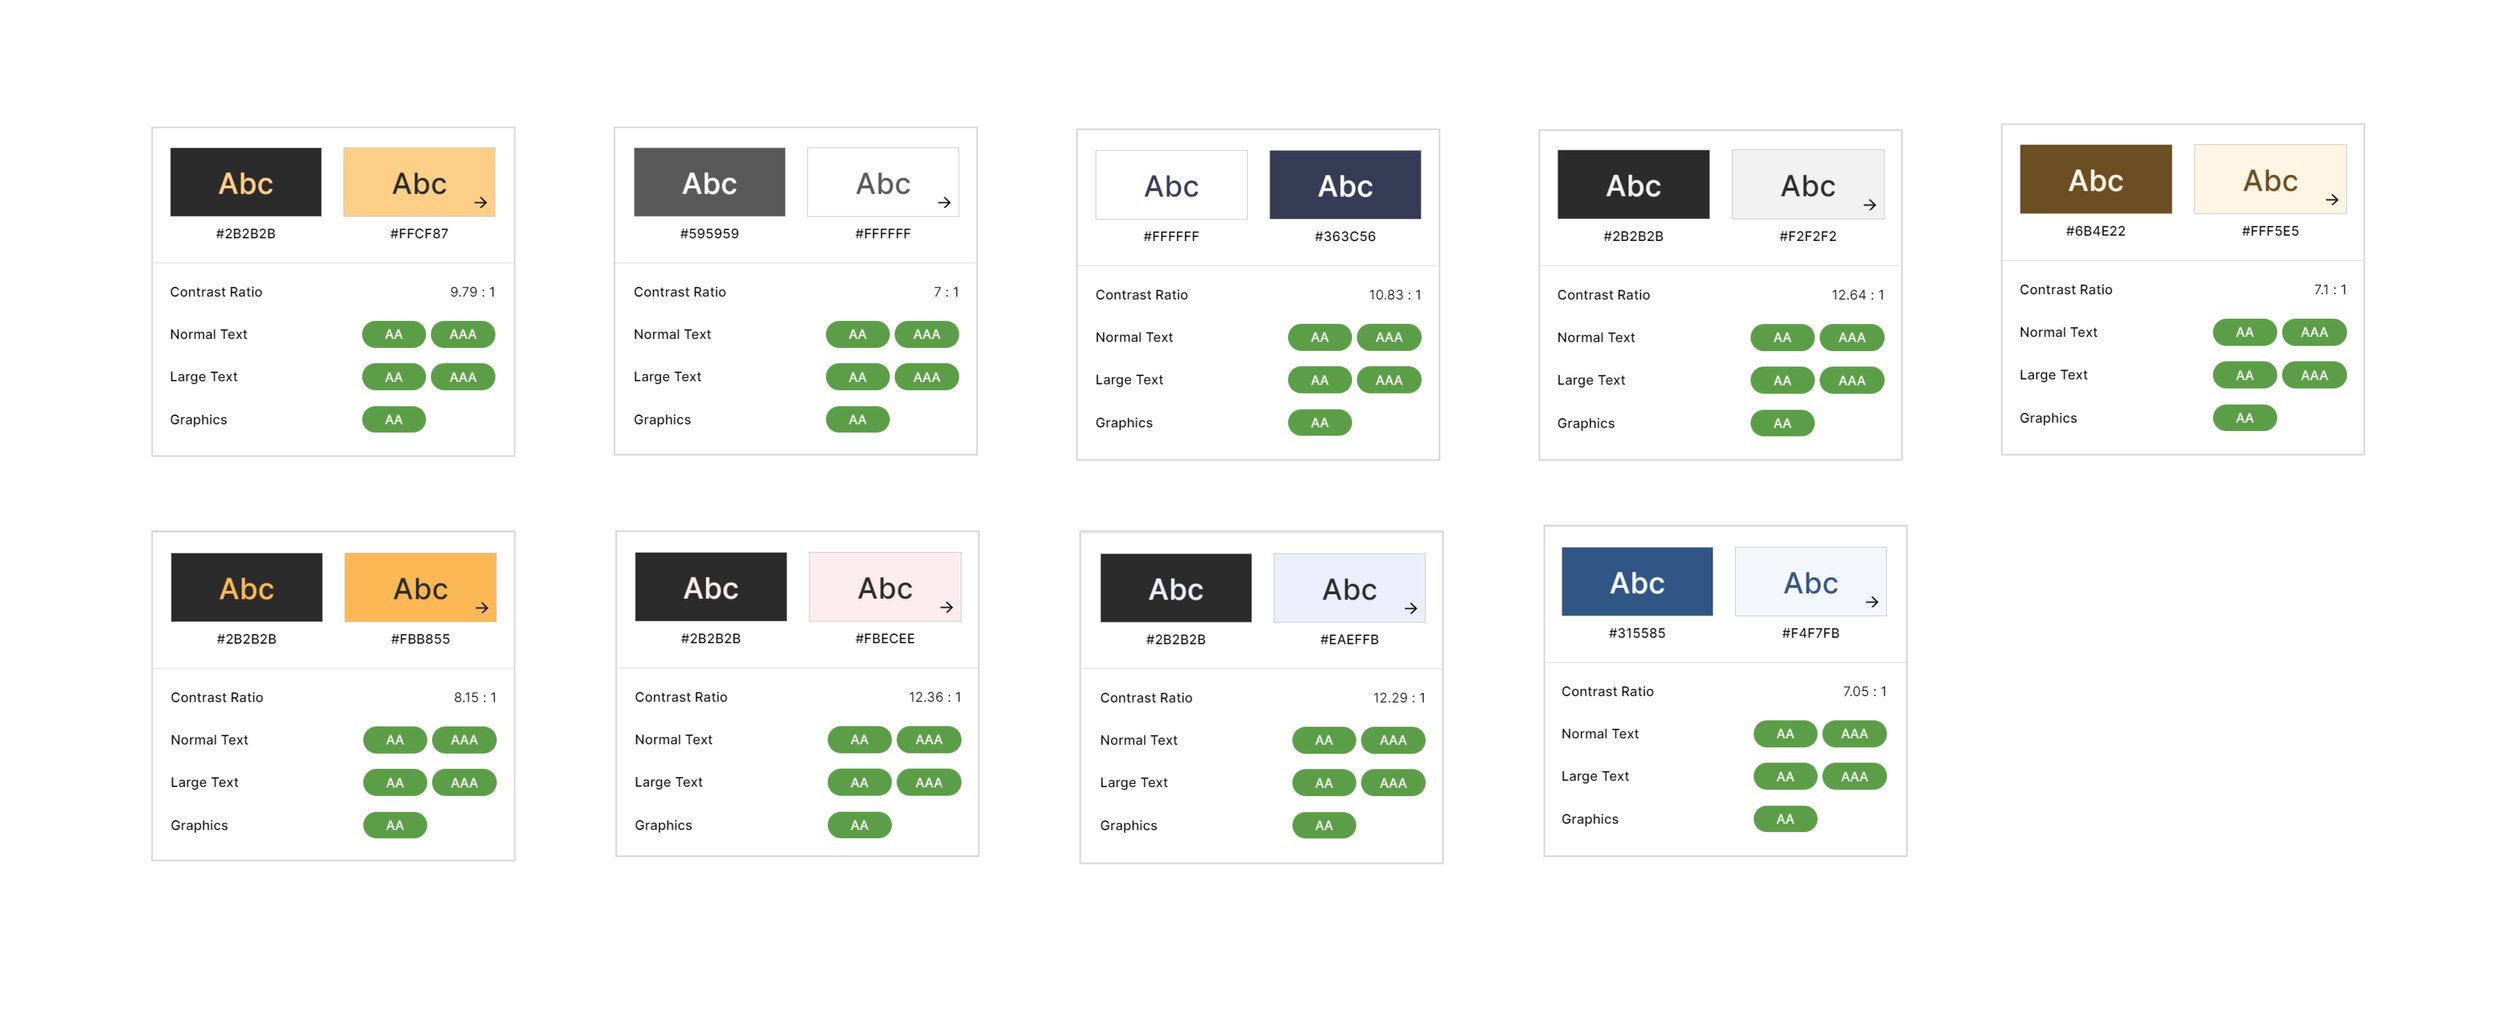 Abc Abc
#2B2B2B #FFCF87
Contrast Ratio 9.79 : 1
Normal Text AA AAA
Large Text AA AAA
Graphics AA
Abc Abc
#595959 #FFFFFF
Contrast Ratio 7 : 1
Normal Text AA AAA
Large Text AA AAA
Graphics AA
Abc Abc
#FFFFFF #363C56
Contrast Ratio 10.83 : 1
Normal Text AA AAA
Large Text AA AAA
Graphics AA
Abc Abc
#2B2B2B #F2F2F2
Contrast Ratio 12.64 : 1
Normal Text AA AAA
Large Text AA AAA
Graphics AA
Abc Abc
#6B4E22 #FFF5E5
Contrast Ratio 7.1 : 1
Normal Text AA AAA
Large Text AA AAA
Graphics AA
Abc Abc
#2B2B2B #FBB855
Contrast Ratio 8.15 : 1
Normal Text AA AAA
Large Text AA AAA
Graphics AA
Abc Abc
#2B2B2B #FBECEE
Contrast Ratio 12.36 : 1
Normal Text AA AAA
Large Text AA AAA
Graphics AA
Abc Abc
#2B2B2B #EAEFFB
Contrast Ratio 12.29 : 1
Normal Text AA AAA
Large Text AA AAA
Graphics AA
Abc Abc
#315585 #F4F7FB
Contrast Ratio 7.05 : 1
Normal Text AA AAA
Large Text AA AAA
Graphics AA